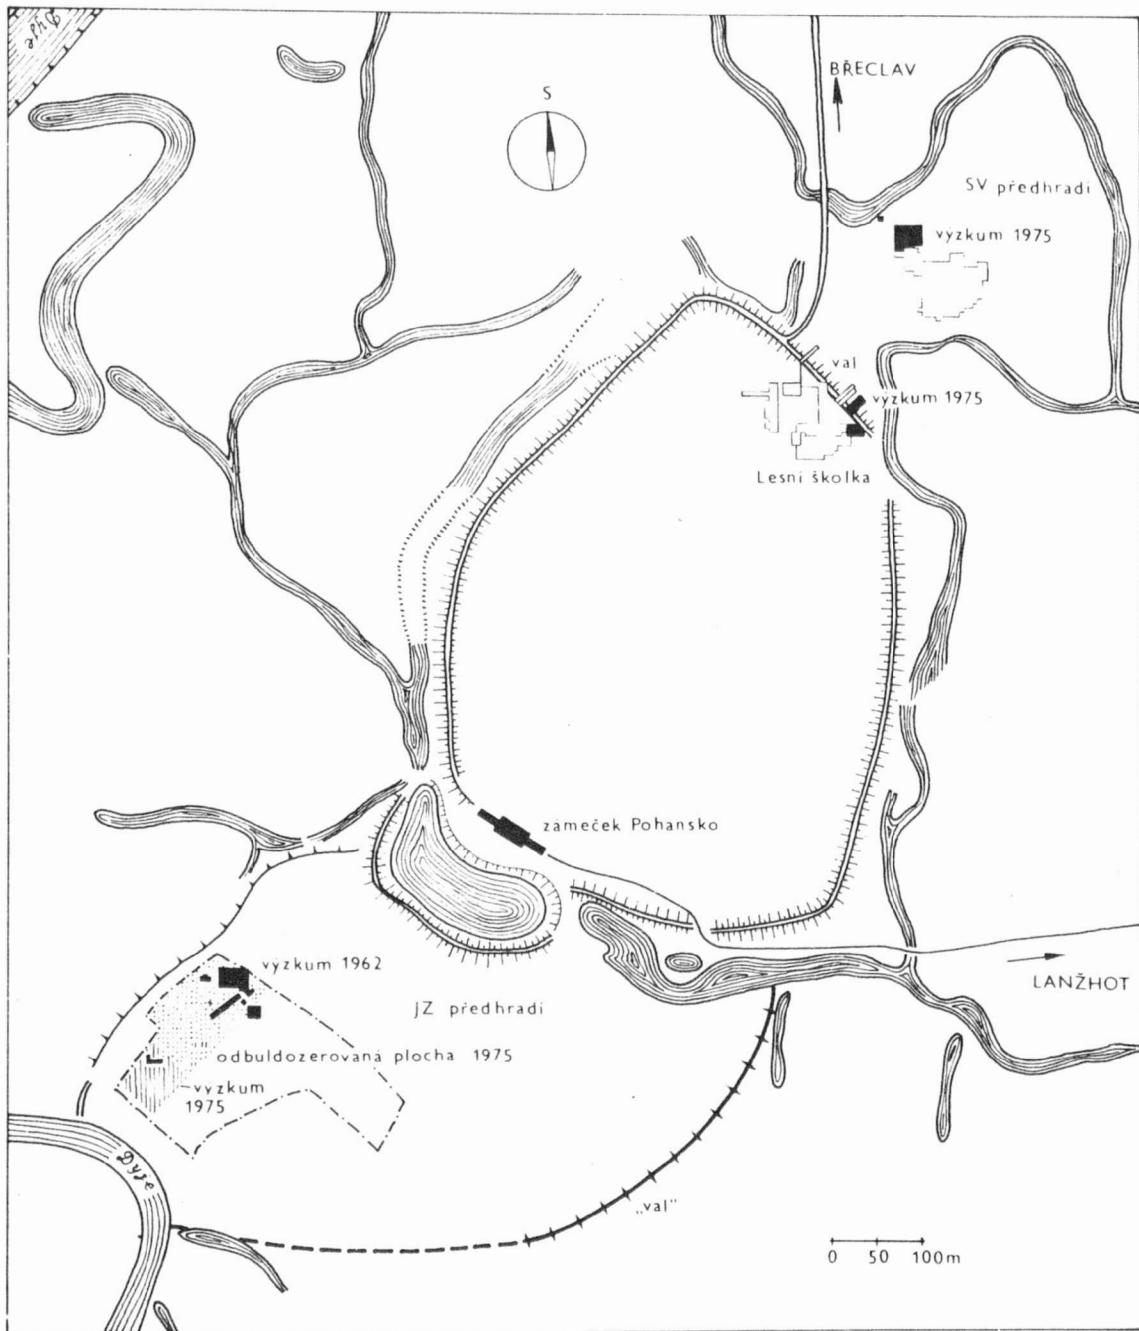 Dyje
S
BŘECLAV
SV předhradí
výzkum 1975
val
výzkum 1975
Lesní školka
zámeček Pohansko
výzkum 1962
JZ předhradí
LANŽHOT
odbuldozerovaná plocha 1975
výzkum
1975
Dyje
„val"
0 50 100m